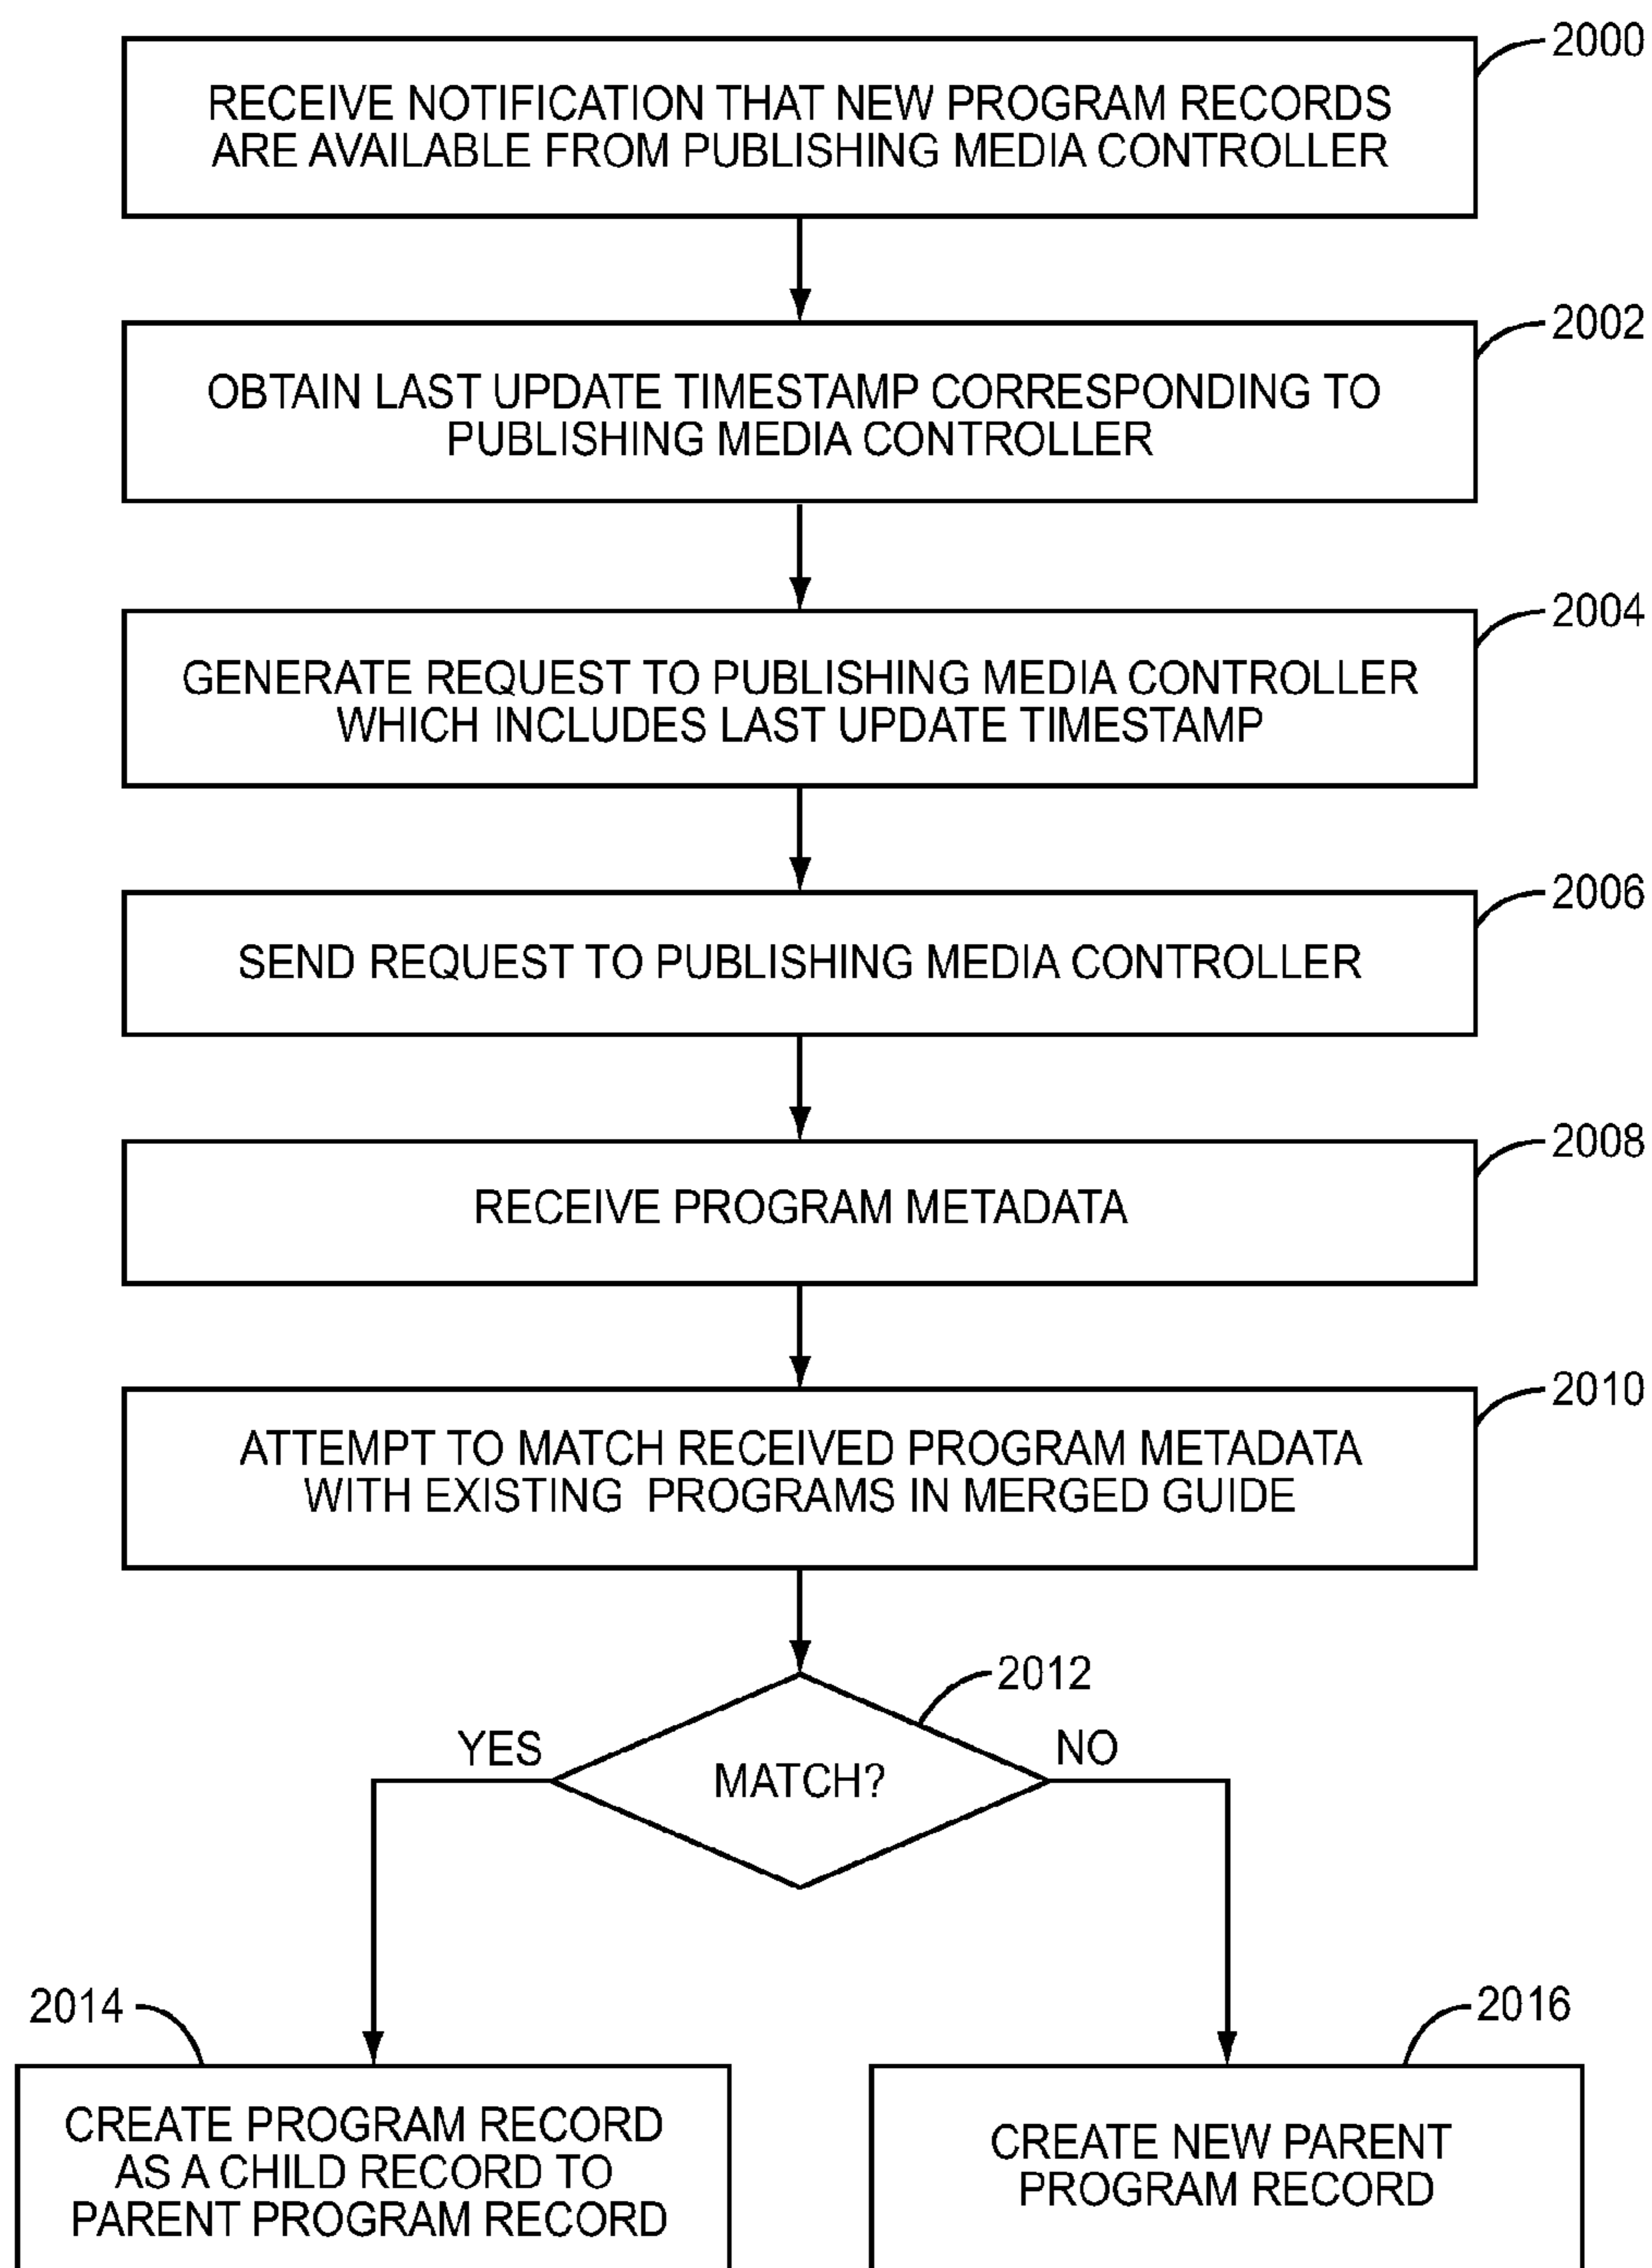 2000
RECEIVE NOTIFICATION THAT NEW PROGRAM RECORDS
ARE AVAILABLE FROM PUBLISHING MEDIA CONTROLLER
2002
OBTAIN LAST UPDATE TIMESTAMP CORRESPONDING TO
PUBLISHING MEDIA CONTROLLER
2004
GENERATE REQUEST TO PUBLISHING MEDIA CONTROLLER
WHICH INCLUDES LAST UPDATE TIMESTAMP
2006
SEND REQUEST TO PUBLISHING MEDIA CONTROLLER
2008
RECEIVE PROGRAM METADATA
2010
ATTEMPT TO MATCH RECEIVED PROGRAM METADATA
WITH EXISTING PROGRAMS IN MERGED GUIDE
2012
YES
NO
MATCH?
2014
CREATE PROGRAM RECORD
AS A CHILD RECORD TO
PARENT PROGRAM RECORD
2016
CREATE NEW PARENT
PROGRAM RECORD